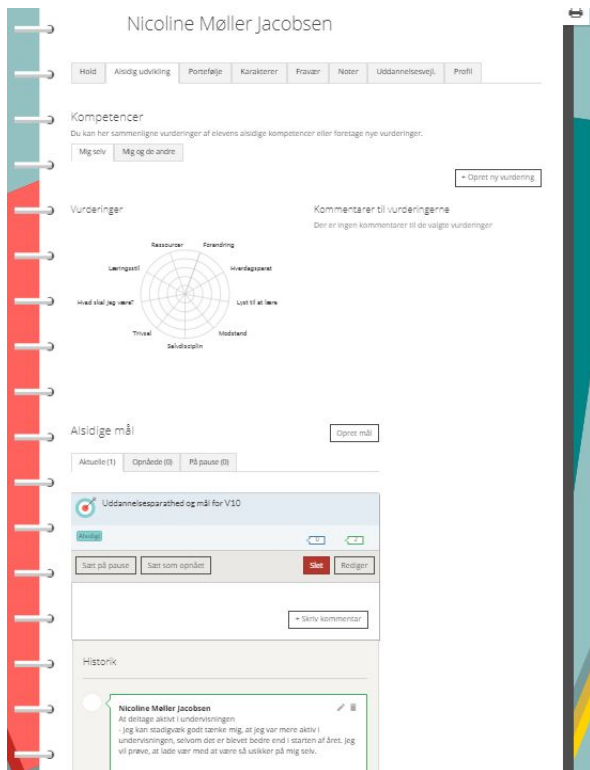 Nicoline Møller Jacobsen
Hold Alsidig udvikling Portefølje Karakterer Fravær Noter Uddannelsesvejl. Profil
Kompetencer
Du kan her sammenligne vurderinger af elevens alsidige kompetencer eller foretage nye vurderinger.
Mig selv Mig og de andre
+ Opret ny vurdering
Vurderinger
Kommentarer til vurderingerne
Der er ingen kommentarer til de valgte vurderinger
Ressourcer Forandring
Læringsstil Hverdagsparat
Hvad skal jeg være? Lyst til at lære
Trivsel Modstand
Selvdisciplin
Alsidige mål
Opret mål
Aktuelle (1) Opnåede (0) På pause (0)
Uddannelsesparathed og mål for V10
Alsidigt
0 2
Sæt på pause Sæt som opnået Slet Rediger
+ Skriv kommentar
Historik
Nicoline Møller Jacobsen
At deltage aktivt i undervisningen
- Jeg kan stadigvæk godt tænke mig, at jeg var mere aktiv i
undervisningen, selvom det er blevet bedre end i starten af året. Jeg
vil prøve, at lade vær med at være så usikker på mig selv.